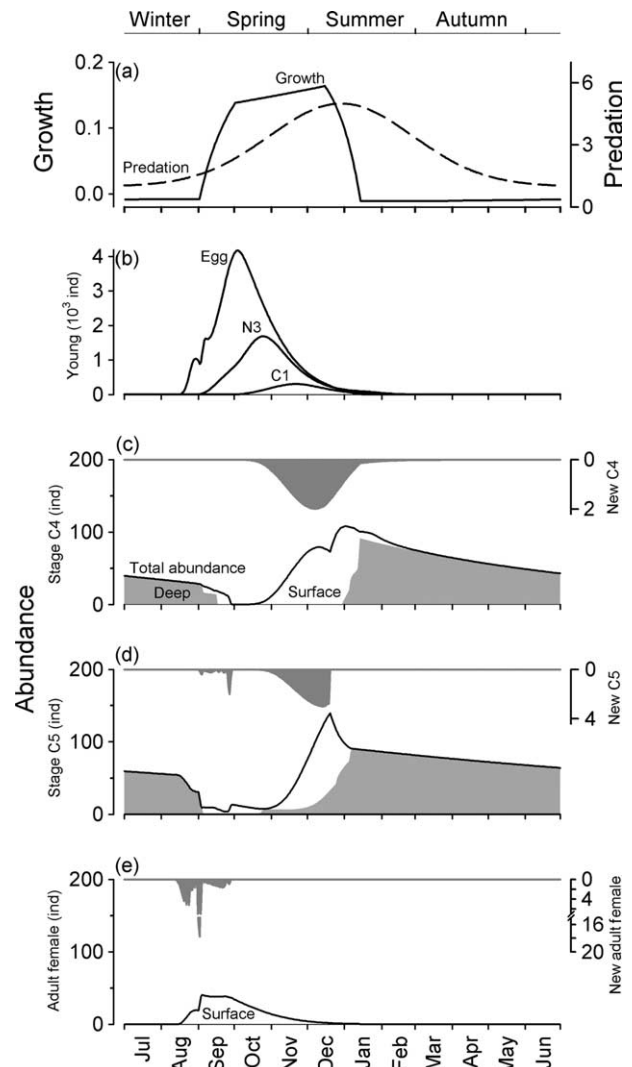 Winter Spring Summer Autumn
(a)
Growth
Predation
Growth
Predation
0.2
0.1
0.0
6
3
0
(b)
Egg
N3
C1
Young (10³ ind)
4
3
2
1
0
Abundance
(c)
Stage C4 (ind)
200
100
0
Total abundance
Deep
Surface
0
2
New C4
(d)
Stage C5 (ind)
200
100
0
0
4
New C5
(e)
Adult female (ind)
200
100
0
Surface
0
4
16
20
New adult female
Jul Aug Sep Oct Nov Dec Jan Feb Mar Apr May Jun